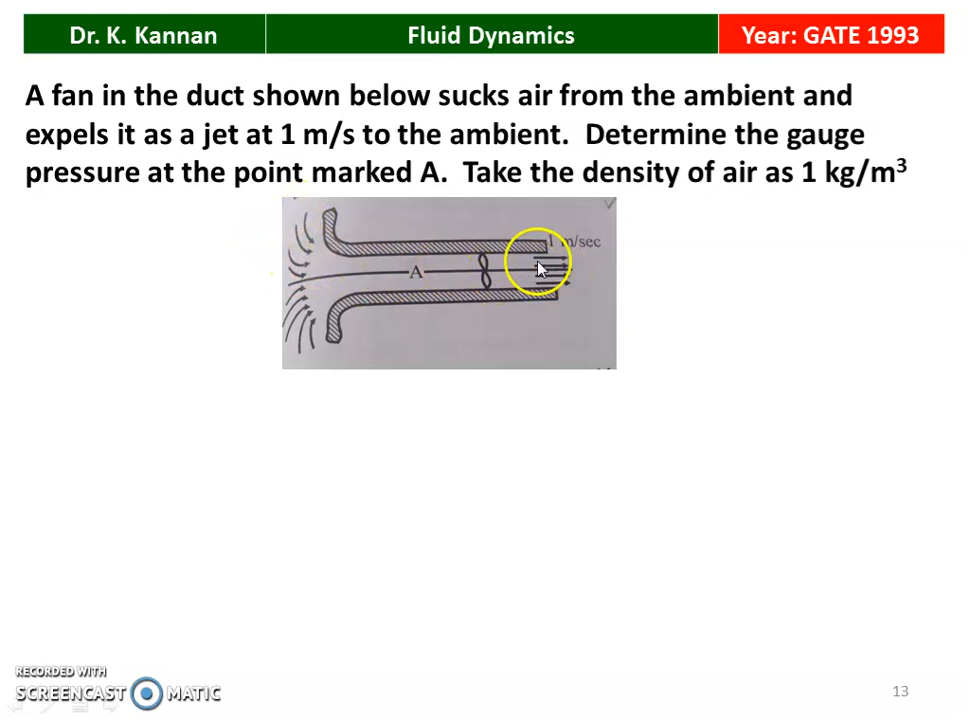 Dr. K. Kannan
Fluid Dynamics
Year: GATE 1993
A fan in the duct shown below sucks air from the ambient and
expels it as a jet at 1 m/s to the ambient. Determine the gauge
pressure at the point marked A. Take the density of air as 1 kg/m³
1 m/sec
A
RECORDED WITH
SCREENCAST MATIC
13